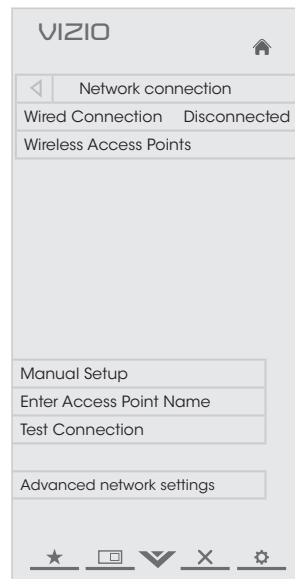 VIZIO
Network connection
Wired Connection Disconnected
Wireless Access Points
Manual Setup
Enter Access Point Name
Test Connection
Advanced network settings